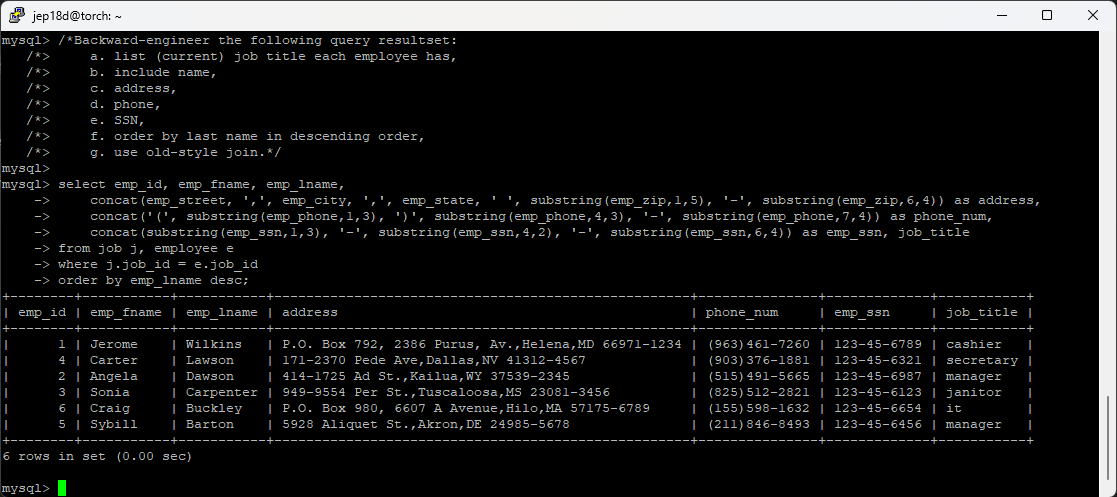 jep18d@torch: ~
mysql> /*Backward-engineer the following query resultset:
   /*>     a. list (current) job title each employee has,
   /*>     b. include name,
   /*>     c. address,
   /*>     d. phone,
   /*>     e. SSN,
   /*>     f. order by last name in descending order,
   /*>     g. use old-style join.*/
mysql>
mysql> select emp_id, emp_fname, emp_lname,
    ->     concat(emp_street, ',', emp_city, ',', emp_state, ' ', substring(emp_zip,1,5), '-', substring(emp_zip,6,4)) as address,
    ->     concat('(', substring(emp_phone,1,3), ')', substring(emp_phone,4,3), '-', substring(emp_phone,7,4)) as phone_num,
    ->     concat(substring(emp_ssn,1,3), '-', substring(emp_ssn,4,2), '-', substring(emp_ssn,6,4)) as emp_ssn, job_title
    -> from job j, employee e
    -> where j.job_id = e.job_id
    -> order by emp_lname desc;
+--------+-----------+-----------+----------------------------------------------------+---------------+-------------+-----------+
| emp_id | emp_fname | emp_lname | address                                            | phone_num     | emp_ssn     | job_title |
+--------+-----------+-----------+----------------------------------------------------+---------------+-------------+-----------+
|      1 | Jerome    | Wilkins   | P.O. Box 792, 2386 Purus, Av.,Helena,MD 66971-1234 | (963)461-7260 | 123-45-6789 | cashier   |
|      4 | Carter    | Lawson    | 171-2370 Pede Ave,Dallas,NV 41312-4567             | (903)376-1881 | 123-45-6321 | secretary |
|      2 | Angela    | Dawson    | 414-1725 Ad St.,Kailua,WY 37539-2345               | (515)491-5665 | 123-45-6987 | manager   |
|      3 | Sonia     | Carpenter | 949-9554 Per St.,Tuscaloosa,MS 23081-3456          | (825)512-2821 | 123-45-6123 | janitor   |
|      6 | Craig     | Buckley   | P.O. Box 980, 6607 A Avenue,Hilo,MA 57175-6789     | (155)598-1632 | 123-45-6654 | it        |
|      5 | Sybill    | Barton    | 5928 Aliquet St.,Akron,DE 24985-5678               | (211)846-8493 | 123-45-6456 | manager   |
+--------+-----------+-----------+----------------------------------------------------+---------------+-------------+-----------+
6 rows in set (0.00 sec)
mysql>